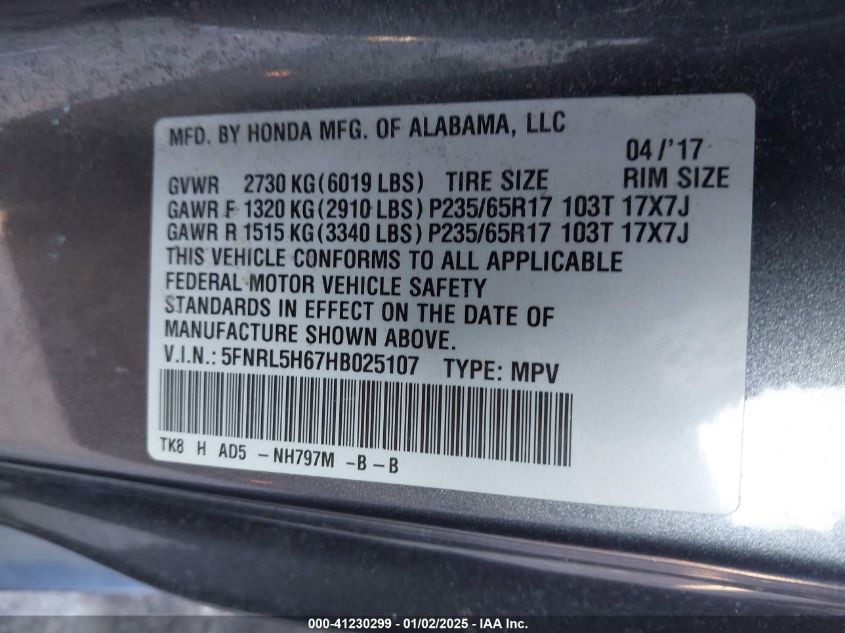 MFD. BY HONDA MFG. OF ALABAMA, LLC
04/'17
GVWR 2730 KG(6019 LBS) TIRE SIZE RIM SIZE
GAWR F 1320 KG(2910 LBS) P235/65R17 103T 17X7J
GAWR R 1515 KG(3340 LBS) P235/65R17 103T 17X7J
THIS VEHICLE CONFORMS TO ALL APPLICABLE
FEDERAL MOTOR VEHICLE SAFETY
STANDARDS IN EFFECT ON THE DATE OF
MANUFACTURE SHOWN ABOVE.
V.I.N.: 5FNRL5H67HB025107 TYPE: MPV
TK8 H AD5 -NH797M -B-B
000-41230299 - 01/02/2025 - IAA Inc.